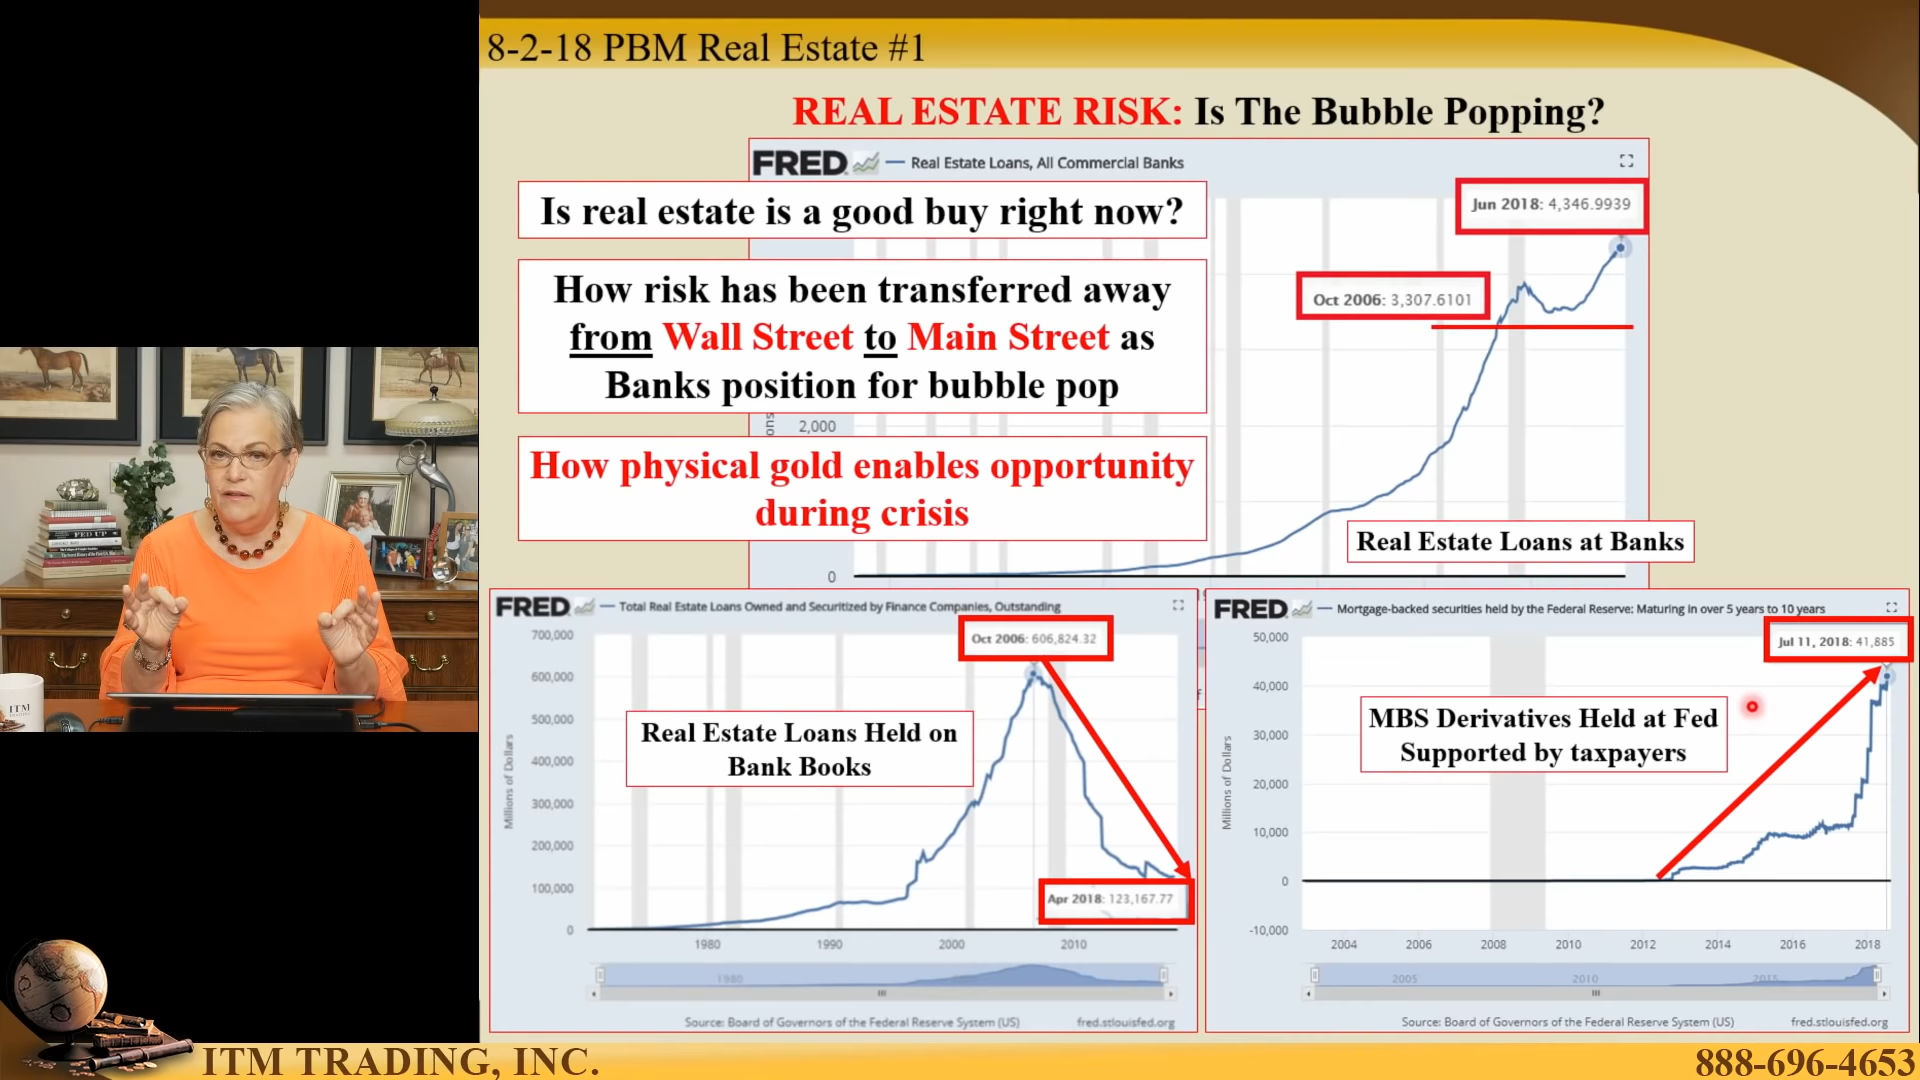 8-2-18 PBM Real Estate #1
REAL ESTATE RISK: Is The Bubble Popping?
FRED — Real Estate Loans, All Commercial Banks
Is real estate is a good buy right now?
Jun 2018: 4,346.9939
How risk has been transferred away
from Wall Street to Main Street as
Banks position for bubble pop
Oct 2006: 3,307.6101
2,000
How physical gold enables opportunity
during crisis
Real Estate Loans at Banks
0
FRED — Total Real Estate Loans Owned and Securitized by Finance Companies, Outstanding
Oct 2006: 606,824.32
700,000
600,000
500,000
400,000
300,000
200,000
100,000
0
Millions of Dollars
Real Estate Loans Held on
Bank Books
Apr 2018: 123,167.77
1980 1990 2000 2010
1980
Source: Board of Governors of the Federal Reserve System (US) fred.stlouisfed.org
FRED — Mortgage-backed securities held by the Federal Reserve: Maturing in over 5 years to 10 years
Jul 11, 2018: 41,885
50,000
40,000
30,000
20,000
10,000
0
-10,000
Millions of Dollars
MBS Derivatives Held at Fed
Supported by taxpayers
2004 2006 2008 2010 2012 2014 2016 2018
2005 2010 2015
Source: Board of Governors of the Federal Reserve System (US) fred.stlouisfed.org
FED UP
ITM
ITM TRADING, INC.
888-696-4653